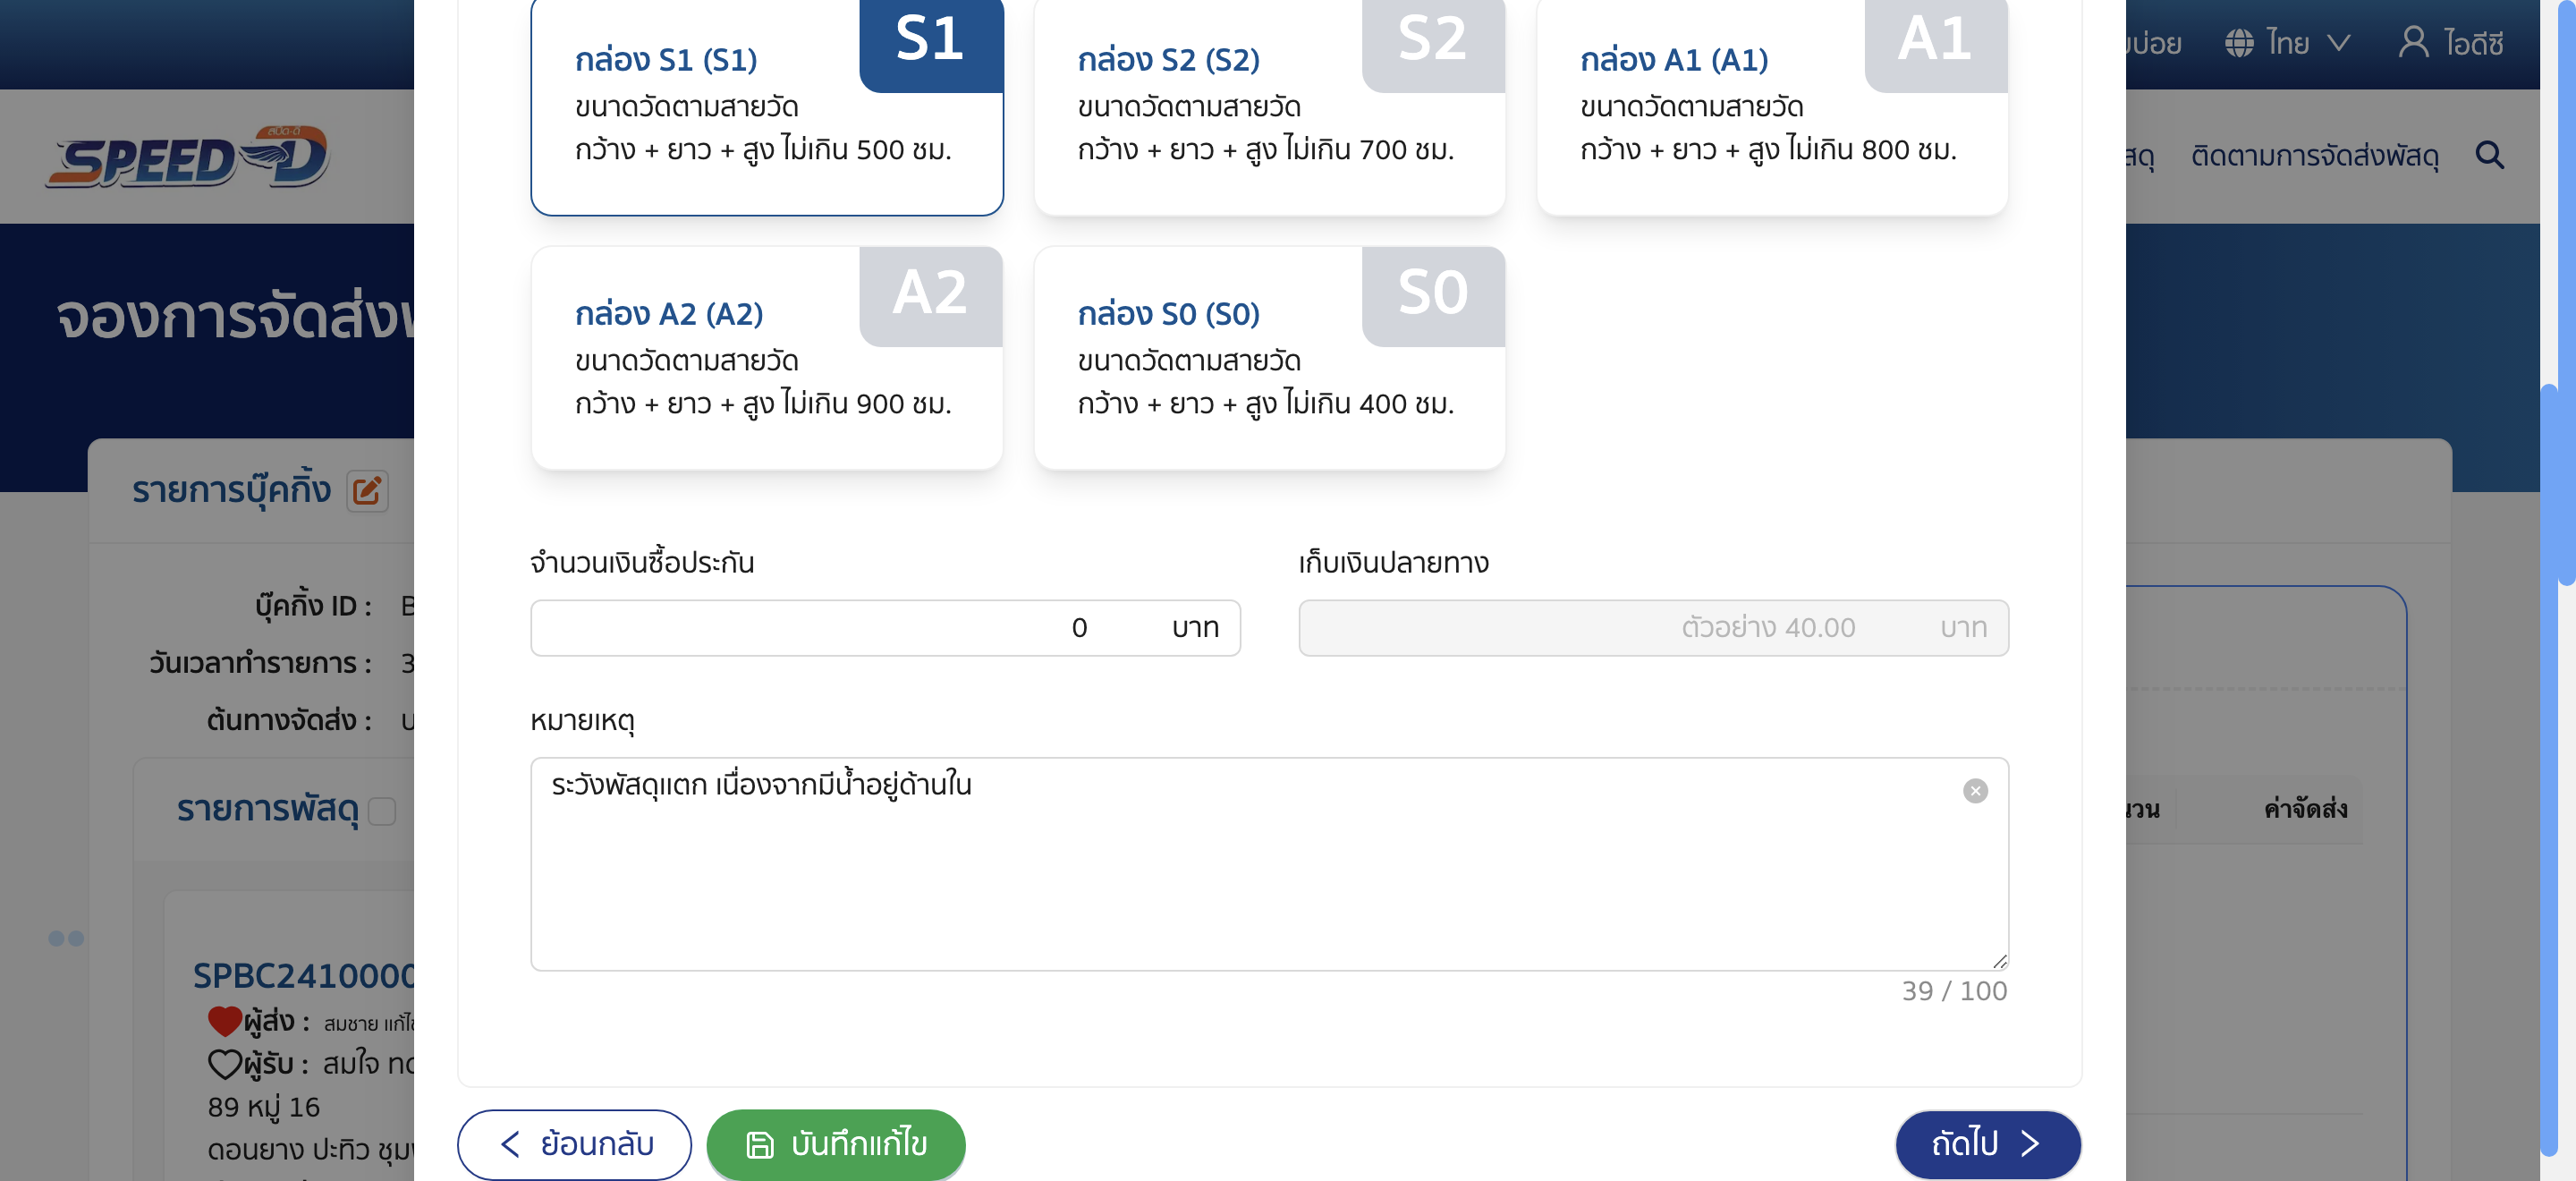 S1
กล่อง S1 (S1)
ขนาดวัดตามสายวัด
กว้าง + ยาว + สูง ไม่เกิน 500 ซม.
S2
กล่อง S2 (S2)
ขนาดวัดตามสายวัด
กว้าง + ยาว + สูง ไม่เกิน 700 ซม.
A1
กล่อง A1 (A1)
ขนาดวัดตามสายวัด
กว้าง + ยาว + สูง ไม่เกิน 800 ซม.
ไทย
ไอดีซี
สปีด-ดี
SPEED-D
ติดตามการจัดส่งพัสดุ
A2
กล่อง A2 (A2)
ขนาดวัดตามสายวัด
กว้าง + ยาว + สูง ไม่เกิน 900 ซม.
S0
กล่อง S0 (S0)
ขนาดวัดตามสายวัด
กว้าง + ยาว + สูง ไม่เกิน 400 ซม.
จองการจัดส่ง
รายการบุ๊คกิ้ง
บุ๊คกิ้ง ID :
วันเวลาทำรายการ : 3
ต้นทางจัดส่ง :
จำนวนเงินซื้อประกัน
0 บาท
เก็บเงินปลายทาง
ตัวอย่าง 40.00 บาท
หมายเหตุ
ระวังพัสดุแตก เนื่องจากมีน้ำอยู่ด้านใน
39 / 100
รายการพัสดุ
ค่าจัดส่ง
SPBC2410000
ผู้ส่ง : สมชาย
ผู้รับ : สมใจ
89 หมู่ 16
ดอนยาง ปะทิว
ย้อนกลับ
บันทึกแก้ไข
ถัดไป